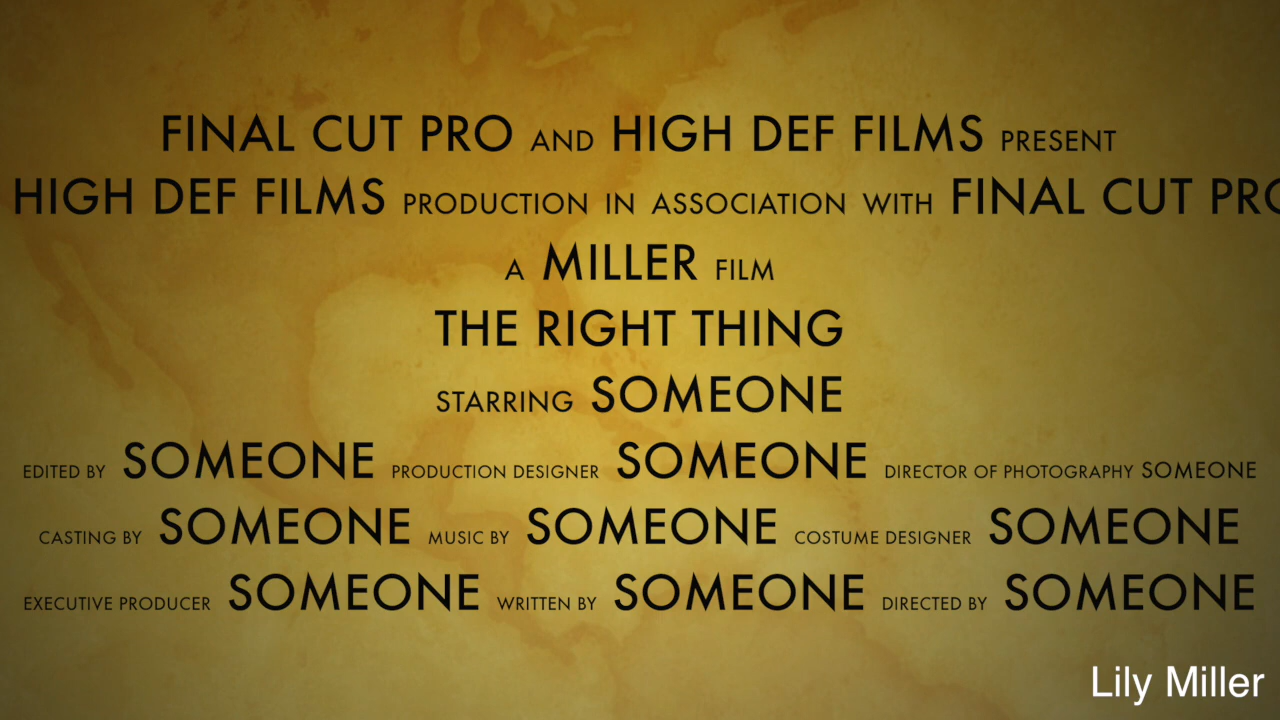 FINAL CUT PRO AND HIGH DEF FILMS PRESENT
HIGH DEF FILMS PRODUCTION IN ASSOCIATION WITH FINAL CUT PRO
A MILLER FILM
THE RIGHT THING
STARRING SOMEONE
EDITED BY SOMEONE PRODUCTION DESIGNER SOMEONE DIRECTOR OF PHOTOGRAPHY SOMEONE
CASTING BY SOMEONE MUSIC BY SOMEONE COSTUME DESIGNER SOMEONE
EXECUTIVE PRODUCER SOMEONE WRITTEN BY SOMEONE DIRECTED BY SOMEONE
Lily Miller